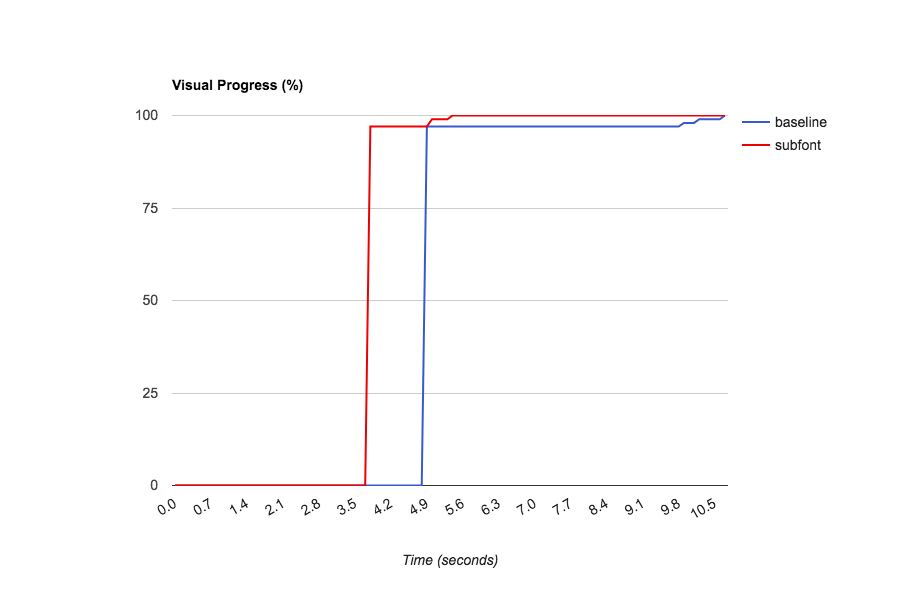 Visual Progress (%)
100
75
50
25
0
baseline
subfont
0.0 0.7 1.4 2.1 2.8 3.5 4.2 4.9 5.6 6.3 7.0 7.7 8.4 9.1 9.8 10.5
Time (seconds)